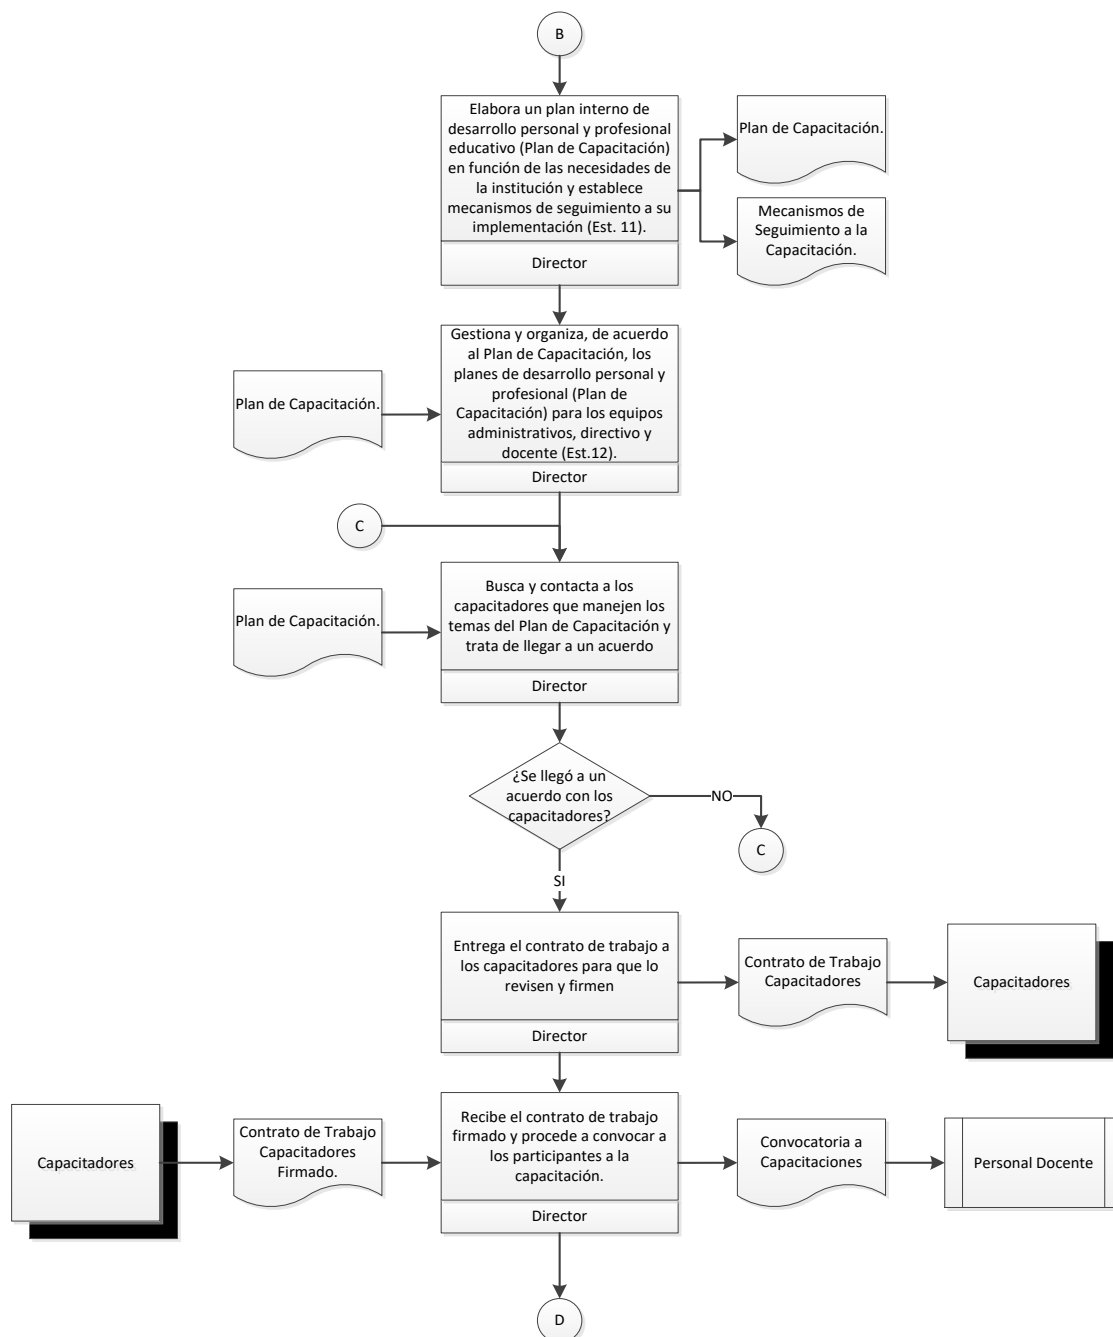 B
Elabora un plan interno de
desarrollo personal y profesional
educativo (Plan de Capacitación)
en función de las necesidades de
la institución y establece
mecanismos de seguimiento a su
implementación (Est. 11).
Director
Plan de Capacitación.
Mecanismos de
Seguimiento a la
Capacitación.
Gestiona y organiza, de acuerdo
al Plan de Capacitación, los
planes de desarrollo personal y
profesional (Plan de
Capacitación) para los equipos
administrativos, directivo y
docente (Est.12).
Director
Plan de Capacitación.
C
Busca y contacta a los
capacitadores que manejen los
temas del Plan de Capacitación y
trata de llegar a un acuerdo
Director
Plan de Capacitación.
¿Se llegó a un
acuerdo con los
capacitadores?
NO
C
SI
Entrega el contrato de trabajo a
los capacitadores para que lo
revisen y firmen
Director
Contrato de Trabajo
Capacitadores
Capacitadores
Capacitadores
Contrato de Trabajo
Capacitadores
Firmado.
Recibe el contrato de trabajo
firmado y procede a convocar a
los participantes a la
capacitación.
Director
Convocatoria a
Capacitaciones
Personal Docente
D